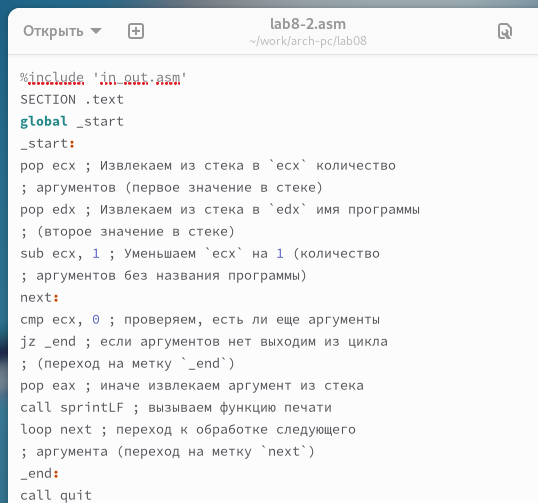 Открыть
lab8-2.asm
~/work/arch-pc/lab08
%include 'in_out.asm'
SECTION .text
global _start
_start:
pop ecx ; Извлекаем из стека в `ecx` количество
; аргументов (первое значение в стеке)
pop edx ; Извлекаем из стека в `edx` имя программы
; (второе значение в стеке)
sub ecx, 1 ; Уменьшаем `ecx` на 1 (количество
; аргументов без названия программы)
next:
cmp ecx, 0 ; проверяем, есть ли еще аргументы
jz _end ; если аргументов нет выходим из цикла
; (переход на метку `_end`)
pop eax ; иначе извлекаем аргумент из стека
call sprintLF ; вызываем функцию печати
loop next ; переход к обработке следующего
; аргумента (переход на метку `next`)
_end:
call quit